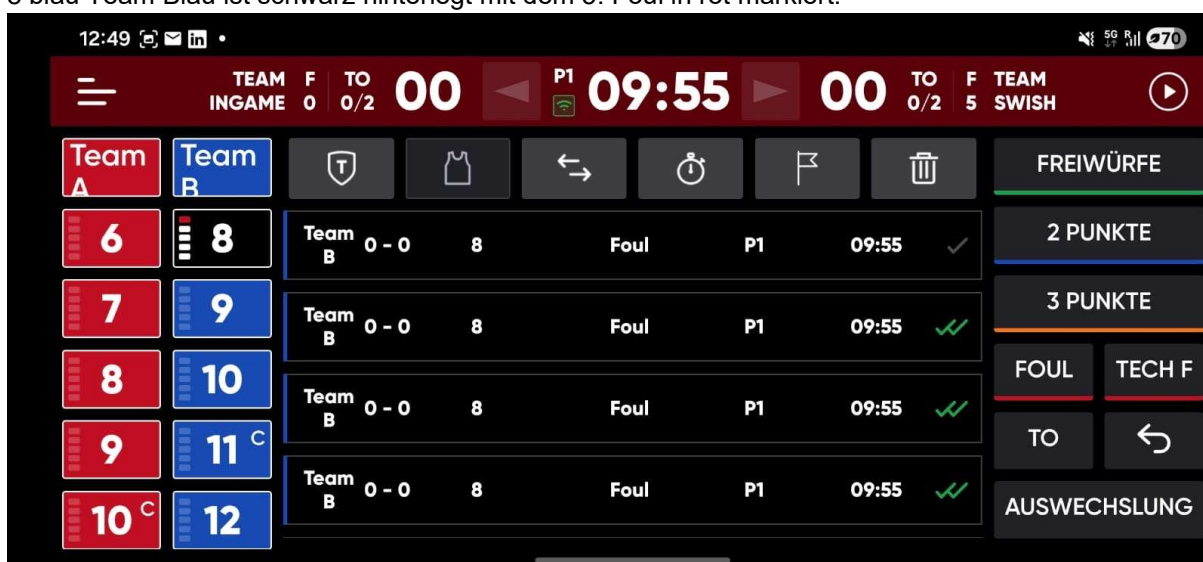 12:49 in •
5G R 70
TEAM INGAME F 0 TO 0/2 00 P1 09:55 00 TO 0/2 F 5 TEAM SWISH
Team A
Team B
T
FREIWÜRFE
6
8
Team B 0 - 0 8 Foul P1 09:55
2 PUNKTE
7
9
Team B 0 - 0 8 Foul P1 09:55
3 PUNKTE
8
10
Team B 0 - 0 8 Foul P1 09:55
FOUL
TECH F
9
11 C
TO
Team B 0 - 0 8 Foul P1 09:55
10 C
12
AUSWECHSLUNG